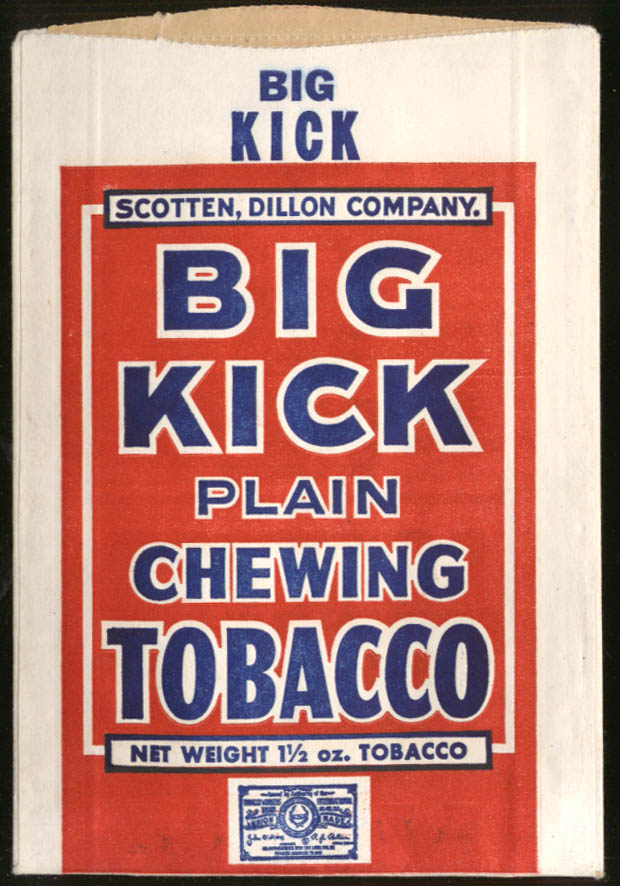 BIG
KICK
SCOTTEN, DILLON COMPANY.
BIG
KICK
PLAIN
CHEWING
TOBACCO
NET WEIGHT 1½ oz. TOBACCO
UNION MADE